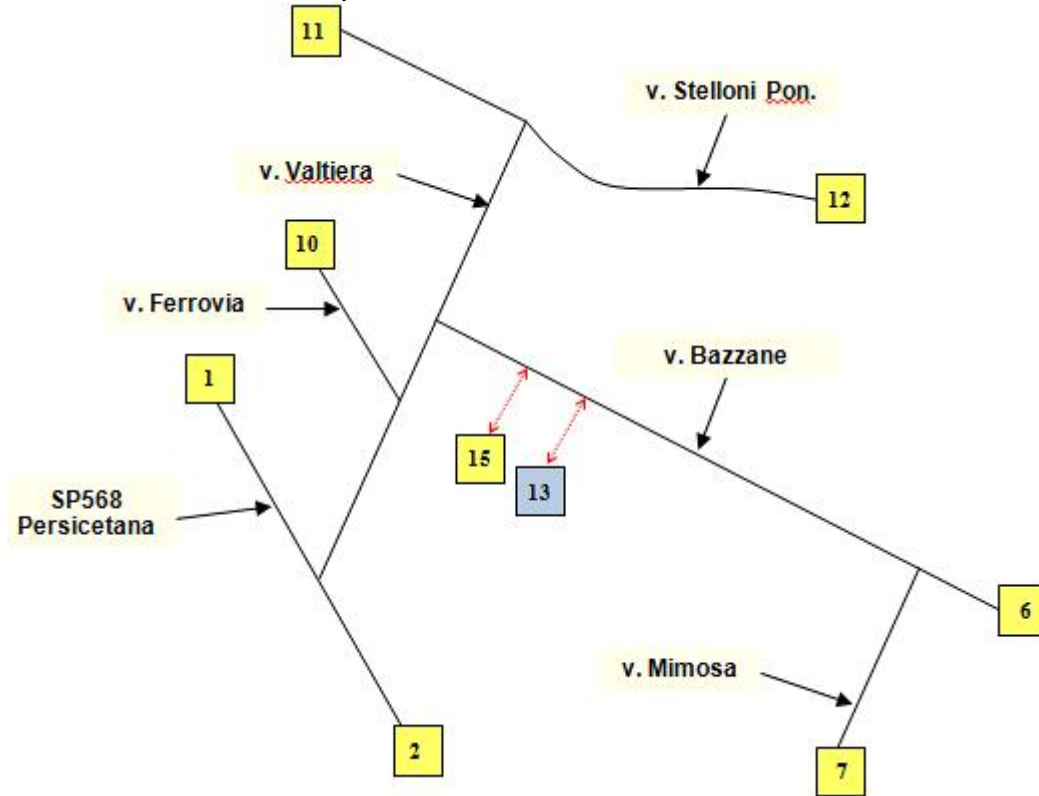 11
v. Stelloni Pon.
v. Valtiera
12
10
v. Ferrovia
v. Bazzane
1
15
13
SP568
Persicetana
6
v. Mimosa
2
7